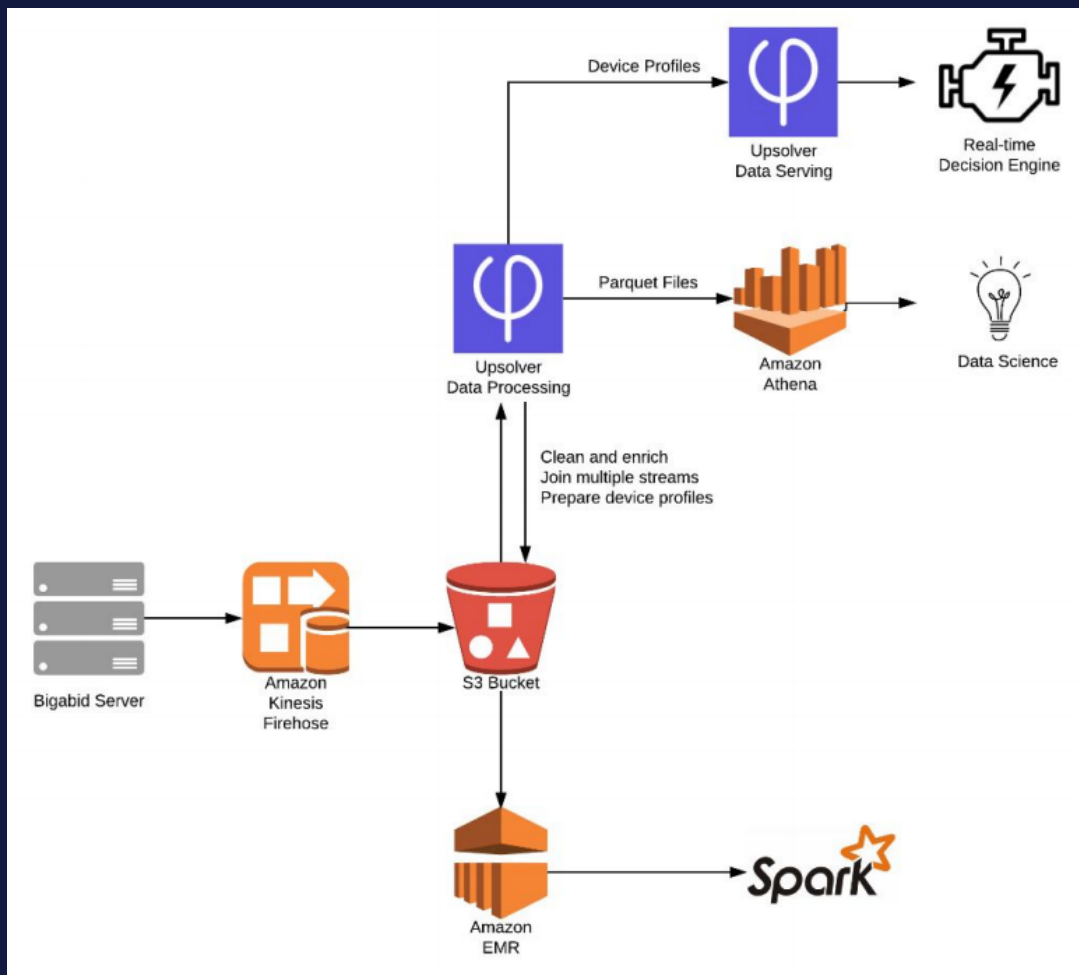 Device Profiles
Upsolver
Data Serving
Real-time
Decision Engine
Parquet Files
Upsolver
Data Processing
Amazon
Athena
Data Science
Clean and enrich
Join multiple streams
Prepare device profiles
Bigabid Server
Amazon
Kinesis
Firehose
S3 Bucket
Amazon
EMR
Spark